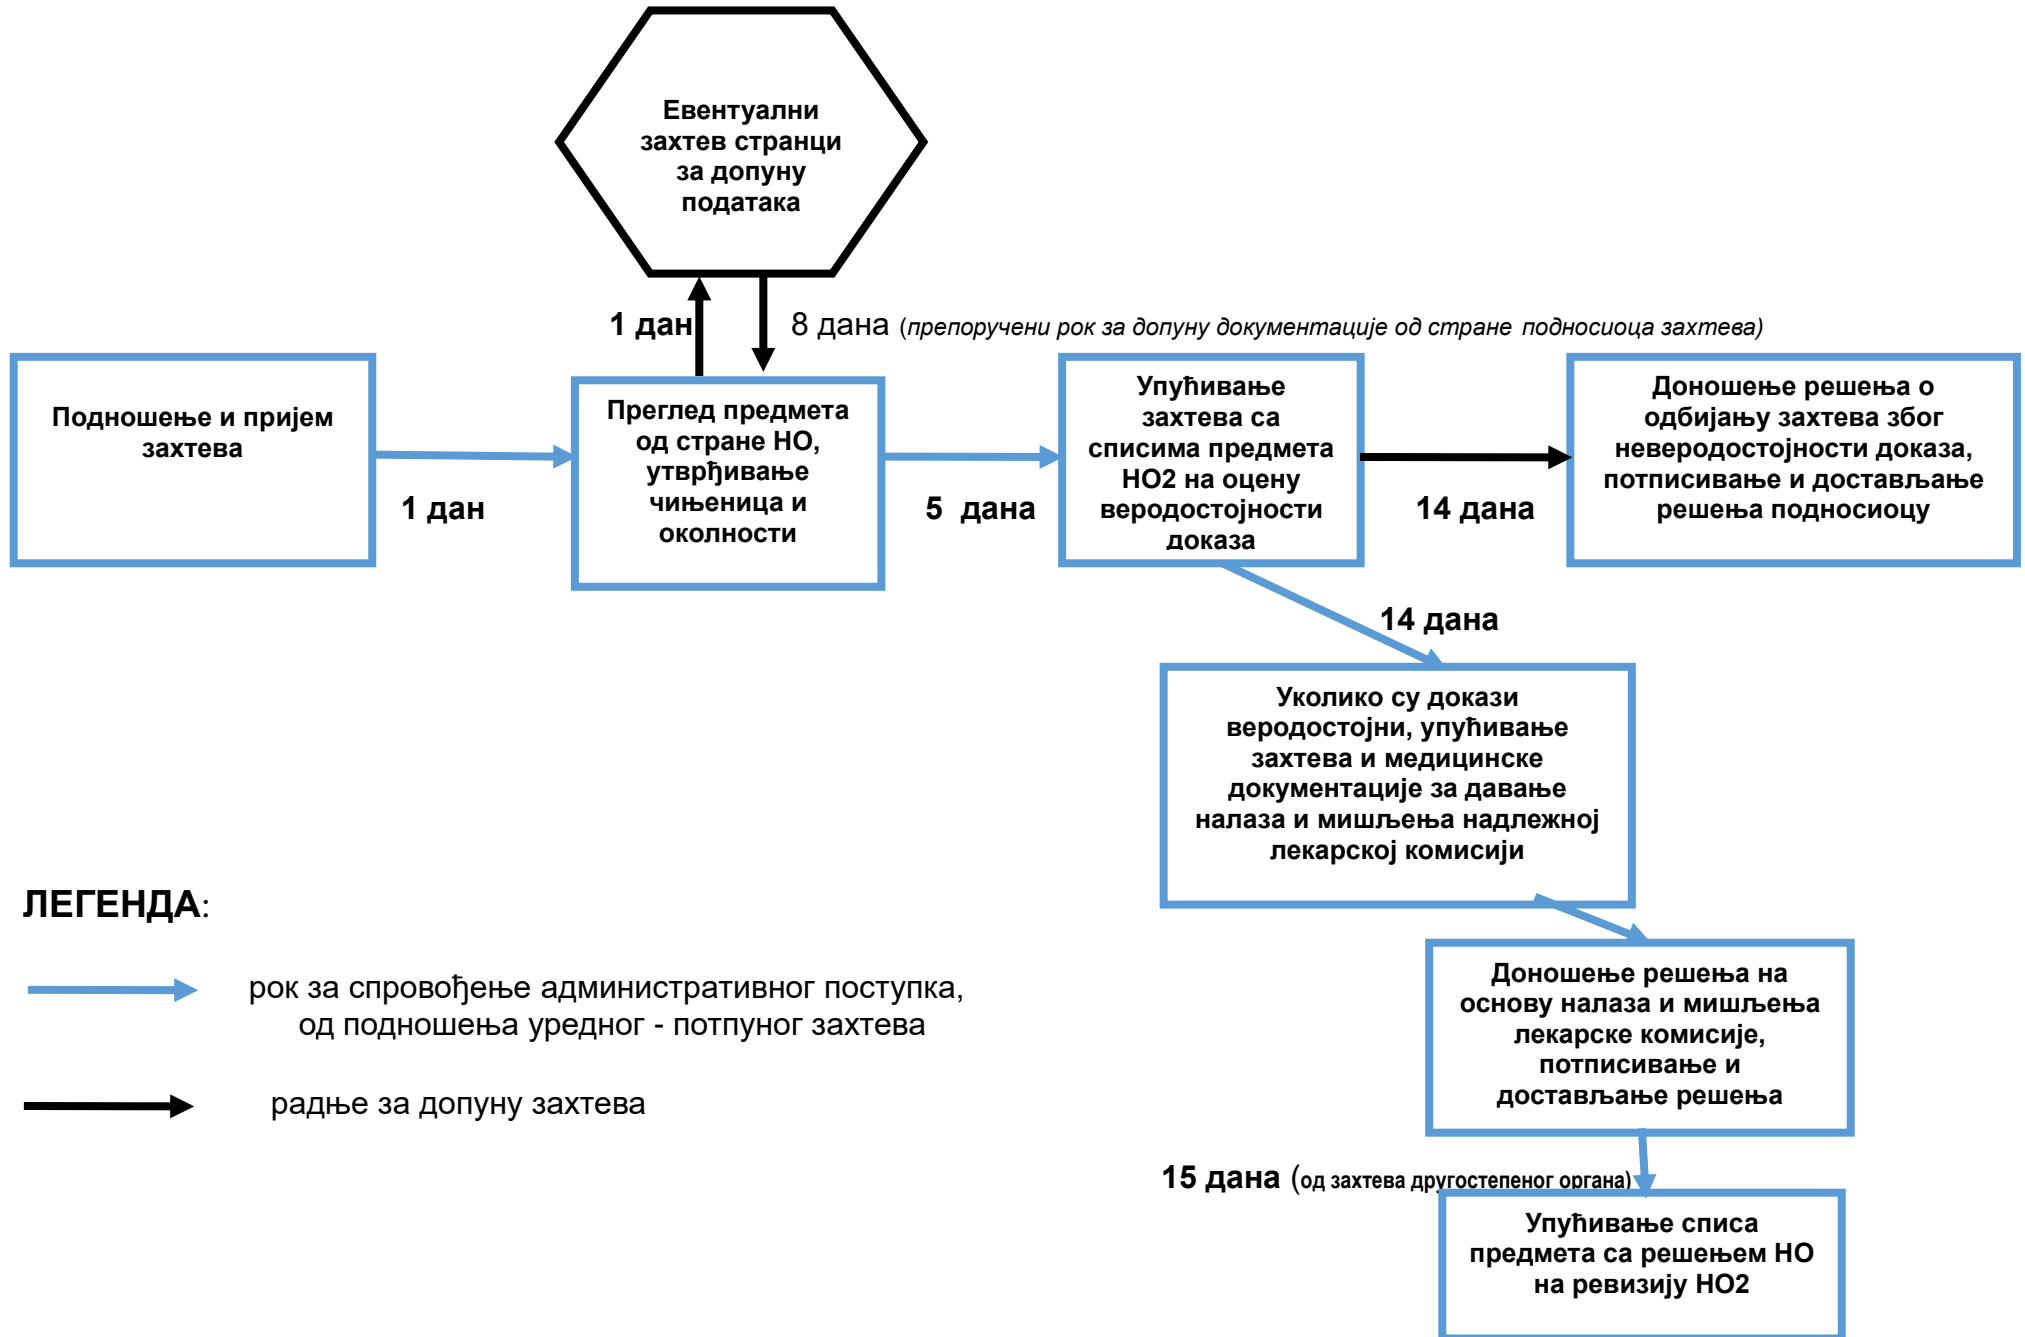 Евентуални
захтев странци
за допуну
података
1 дан
8 дана (препоручени рок за допуну документације од стране подносиоца захтева)
Подношење и пријем
захтева
1 дан
Преглед предмета
од стране НО,
утврђивање
чињеница и
околности
5 дана
Упућивање
захтева са
списима предмета
НО2 на оцену
веродостојности
доказа
14 дана
Доношење решења о
одбијању захтева због
неверодостојности доказа,
потписивање и достављање
решења подносиоцу
14 дана
Уколико су докази
веродостојни, упућивање
захтева и медицинске
документације за давање
налаза и мишљења надлежној
лекарској комисији
Доношење решења на
основу налаза и мишљења
лекарске комисије,
потписивање и
достављање решења
15 дана (од захтева другостепеног органа)
Упућивање списа
предмета са решењем НО
на ревизију НО2
ЛЕГЕНДА:
рок за спровођење административног поступка,
од подношења уредног - потпуног захтева
радње за допуну захтева